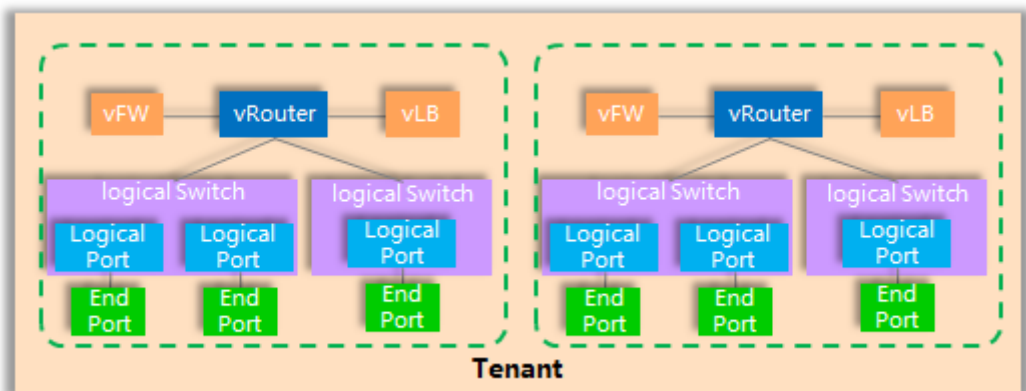 vFW vRouter vLB vFW vRouter vLB
logical Switch logical Switch logical Switch logical Switch
Logical Logical Logical Logical Logical Logical
Port Port Port Port Port Port
End End End End End End
Port Port Port Port Port Port
Tenant